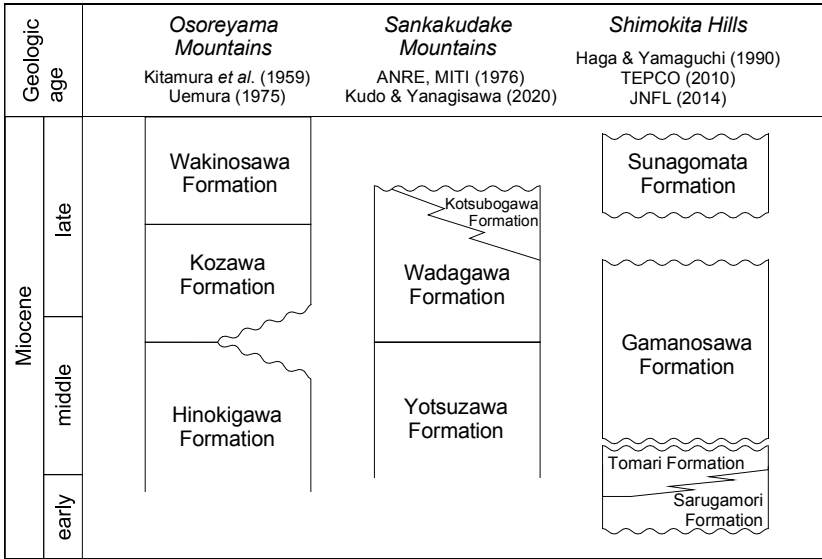 Geologic
age
Osoreyama
Mountains
Kitamura et al. (1959)
Uemura (1975)
Sankakudake
Mountains
ANRE, MITI (1976)
Kudo & Yanagisawa (2020)
Shimokita Hills
Haga & Yamaguchi (1990)
TEPCO (2010)
JNFL (2014)
Miocene
late
middle
early
Wakinosawa
Formation
Kozawa
Formation
Hinokigawa
Formation
Kotsubogawa
Formation
Wadagawa
Formation
Yotsuzawa
Formation
Sunagomata
Formation
Gamanosawa
Formation
Tomari Formation
Sarugamori
Formation